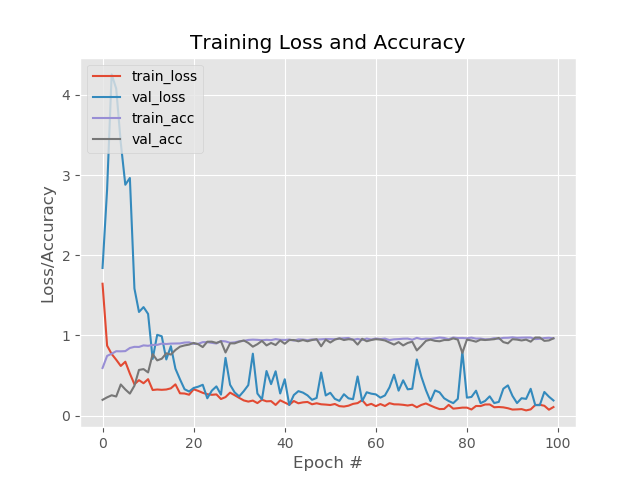 Training Loss and Accuracy
train_loss
val_loss
train_acc
val_acc
4
3
2
1
0
Loss/Accuracy
0 20 40 60 80 100
Epoch #